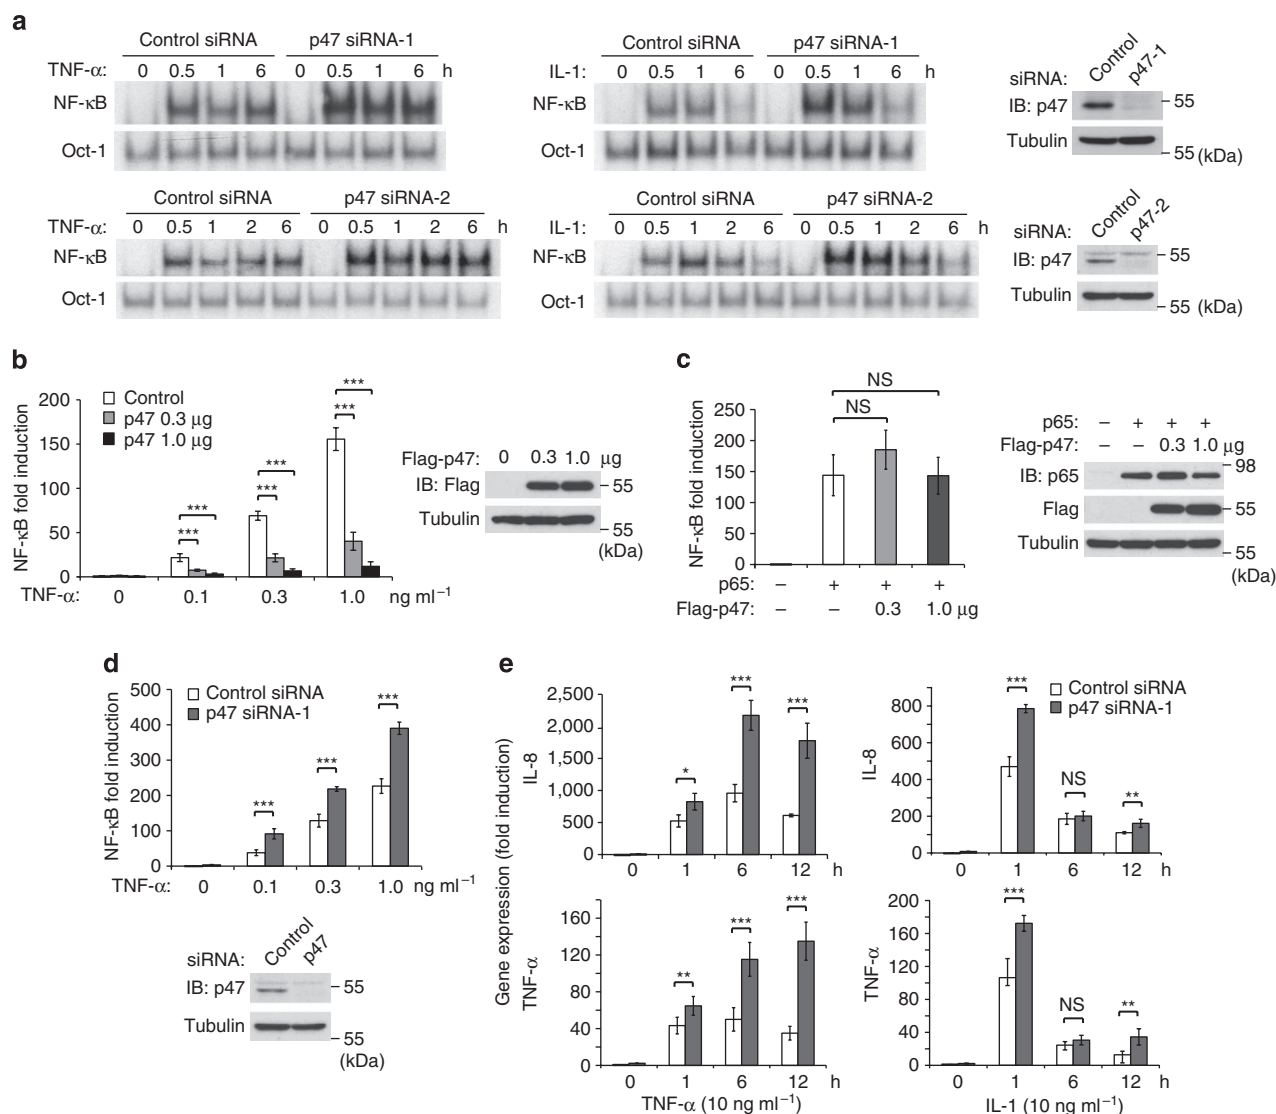 a
Control siRNA p47 siRNA-1
TNF-α: 0 0.5 1 6 0 0.5 1 6 h
NF-κB
Oct-1
Control siRNA p47 siRNA-1
IL-1: 0 0.5 1 6 0 0.5 1 6 h
NF-κB
Oct-1
siRNA: Control p47-1
IB: p47 55
Tubulin
55 (kDa)
Control siRNA p47 siRNA-2
TNF-α: 0 0.5 1 2 6 0 0.5 1 2 6 h
NF-κB
Oct-1
Control siRNA p47 siRNA-2
IL-1: 0 0.5 1 2 6 0 0.5 1 2 6 h
NF-κB
Oct-1
siRNA: Control p47-2
IB: p47 55
Tubulin
55 (kDa)
b
NF-κB fold induction
200
150
100
50
0
Control
p47 0.3 μg
p47 1.0 μg
*** ***
*** ***
*** ***
TNF-α: 0 0.1 0.3 1.0 ng ml−1
Flag-p47: 0 0.3 1.0 μg
IB: Flag 55
Tubulin
55
(kDa)
c
NF-κB fold induction
250
200
150
100
50
0
NS
NS
p65: – + + +
Flag-p47: – – 0.3 1.0 μg
p65: – + + +
Flag-p47: – – 0.3 1.0 μg
IB: p65 98
Flag 55
Tubulin
55
(kDa)
d
NF-κB fold induction
500
400
300
200
100
0
Control siRNA
p47 siRNA-1
*** *** ***
TNF-α: 0 0.1 0.3 1.0 ng ml−1
siRNA: Control p47
IB: p47 55
Tubulin
55
(kDa)
e
Gene expression (fold induction)
IL-8
2,500
2,000
1,500
1,000
500
0
* *** ***
0 1 6 12 h
IL-8
800
600
400
200
0
*** NS **
Control siRNA
p47 siRNA-1
0 1 6 12 h
TNF-α
160
120
80
40
0
** *** ***
0 1 6 12 h
TNF-α (10 ng ml−1)
TNF-α
200
160
120
80
40
0
*** NS **
0 1 6 12 h
IL-1 (10 ng ml−1)